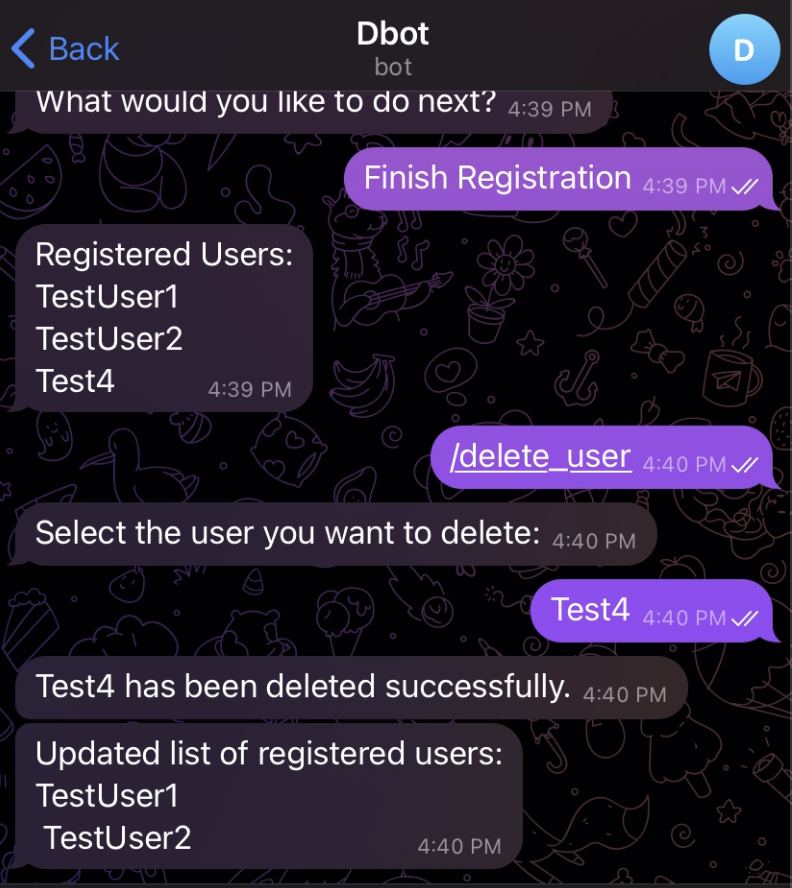 Back
Dbot
bot
D
What would you like to do next? 4:39 PM
Finish Registration 4:39 PM
Registered Users:
TestUser1
TestUser2
Test4 4:39 PM
/delete_user 4:40 PM
Select the user you want to delete: 4:40 PM
Test4 4:40 PM
Test4 has been deleted successfully. 4:40 PM
Updated list of registered users:
TestUser1
TestUser2 4:40 PM